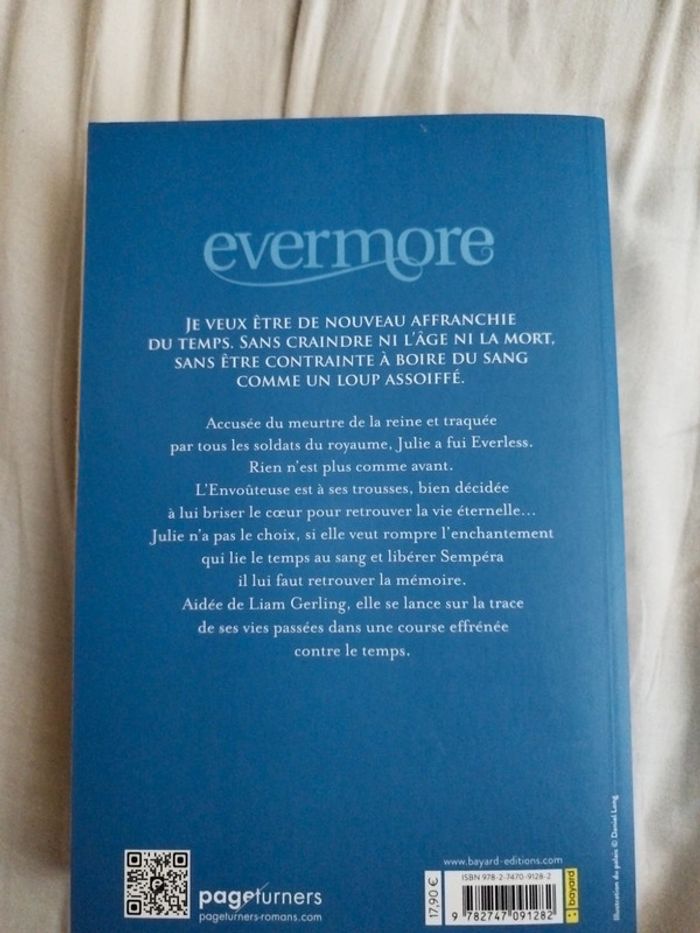 evermore
JE VEUX ÊTRE DE NOUVEAU AFFRANCHIE
DU TEMPS. SANS CRAINDRE NI L'ÂGE NI LA MORT,
SANS ÊTRE CONTRAINTE À BOIRE DU SANG
COMME UN LOUP ASSOIFFÉ.
Accusée du meurtre de la reine et traquée
par tous les soldats du royaume, Julie a fui Everless.
Rien n'est plus comme avant.
L'Envoûteuse est à ses trousses, bien décidée
à lui briser le cœur pour retrouver la vie éternelle...
Julie n'a pas le choix, si elle veut rompre l'enchantement
qui lie le temps au sang et libérer Sempéra
il lui faut retrouver la mémoire.
Aidée de Liam Gerling, elle se lance sur la trace
de ses vies passées dans une course effrénée
contre le temps.
Illustration du palais © Daniel Long
pageturners
pageturners-romans.com
www.bayard-editions.com
17,90 €
ISBN 978-2-7470-9128-2
9 782747 091282
bayard